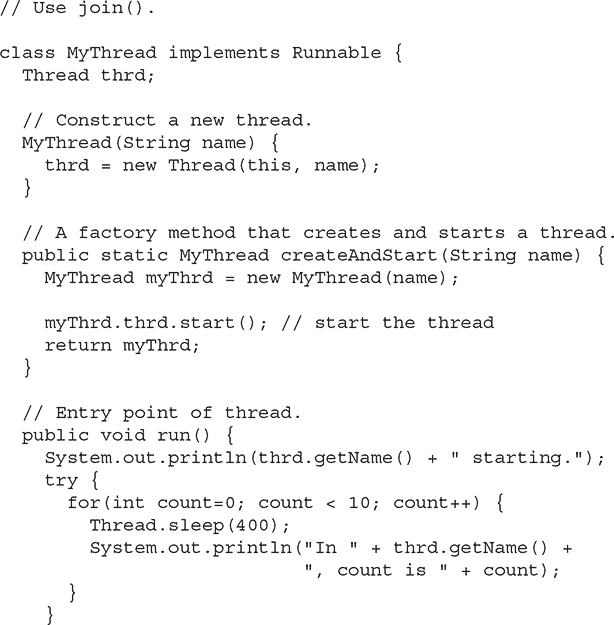 // Use join().

class MyThread implements Runnable {
  Thread thrd;

  // Construct a new thread.
  MyThread(String name) {
    thrd = new Thread(this, name);
  }

  // A factory method that creates and starts a thread.
  public static MyThread createAndStart(String name) {
    MyThread myThrd = new MyThread(name);

    myThrd.thrd.start(); // start the thread
    return myThrd;
  }

  // Entry point of thread.
  public void run() {
    System.out.println(thrd.getName() + " starting.");
    try {
      for(int count=0; count < 10; count++) {
        Thread.sleep(400);
        System.out.println("In " + thrd.getName() +
                           ", count is " + count);
      }
    }